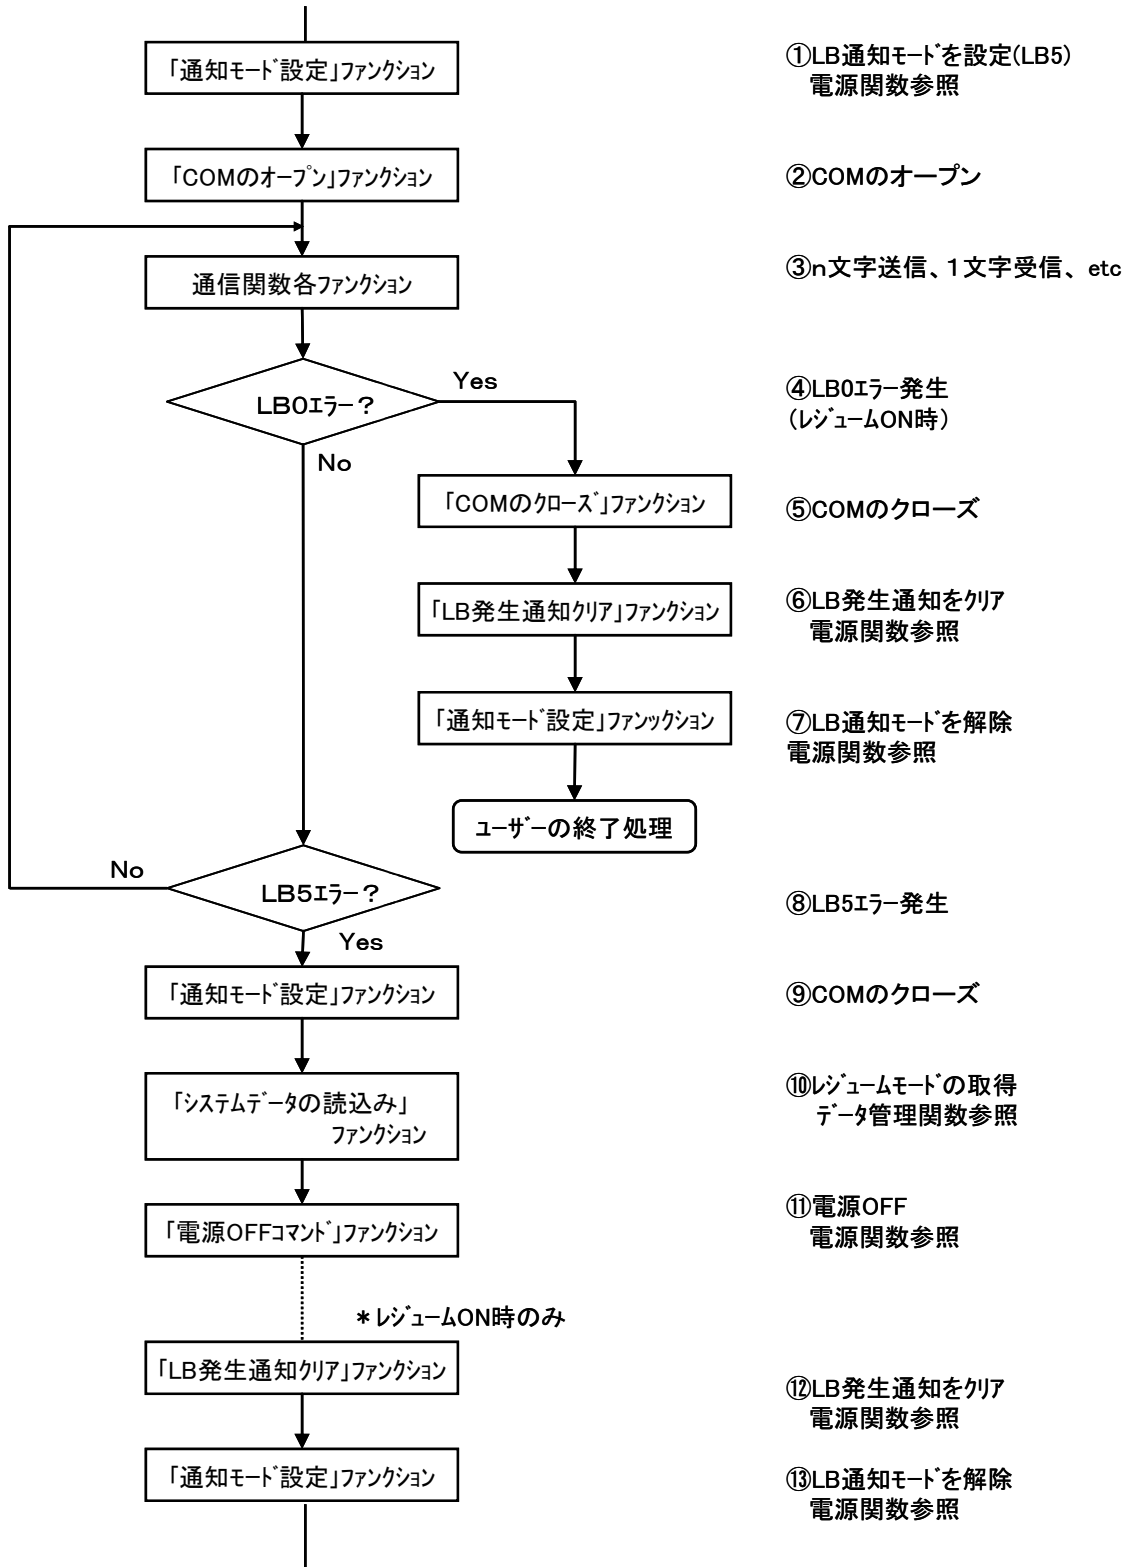 「通知ﾓｰﾄﾞ設定」ﾌｧﾝｸｼｮﾝ
①LB通知ﾓｰﾄﾞを設定(LB5)
電源関数参照
「COMのｵｰﾌﾟﾝ」ﾌｧﾝｸｼｮﾝ
②COMのオープン
通信関数各ﾌｧﾝｸｼｮﾝ
③ｎ文字送信、１文字受信、etc
LB0ｴﾗｰ？
Yes
No
④LB0ｴﾗｰ発生
（ﾚｼﾞｭｰﾑON時）
「COMのｸﾛｰｽﾞ」ﾌｧﾝｸｼｮﾝ
⑤COMのクローズ
「LB発生通知ｸﾘｱ」ﾌｧﾝｸｼｮﾝ
⑥LB発生通知をｸﾘｱ
電源関数参照
「通知ﾓｰﾄﾞ設定」ﾌｧﾝｯｸｼｮﾝ
⑦LB通知ﾓｰﾄﾞを解除
電源関数参照
ﾕｰｻﾞｰの終了処理
No
LB5ｴﾗｰ？
Yes
⑧LB5ｴﾗｰ発生
「通知ﾓｰﾄﾞ設定」ﾌｧﾝｸｼｮﾝ
⑨COMのクローズ
「ｼｽﾃﾑﾃﾞｰﾀの読込み」
ﾌｧﾝｸｼｮﾝ
⑩ﾚｼﾞｭｰﾑﾓｰﾄﾞの取得
ﾃﾞｰﾀ管理関数参照
「電源OFFｺﾏﾝﾄﾞ」ﾌｧﾝｸｼｮﾝ
⑪電源OFF
電源関数参照
＊ﾚｼﾞｭｰﾑON時のみ
「LB発生通知ｸﾘｱ」ﾌｧﾝｸｼｮﾝ
⑫LB発生通知をｸﾘｱ
電源関数参照
「通知ﾓｰﾄﾞ設定」ﾌｧﾝｸｼｮﾝ
⑬LB通知ﾓｰﾄﾞを解除
電源関数参照